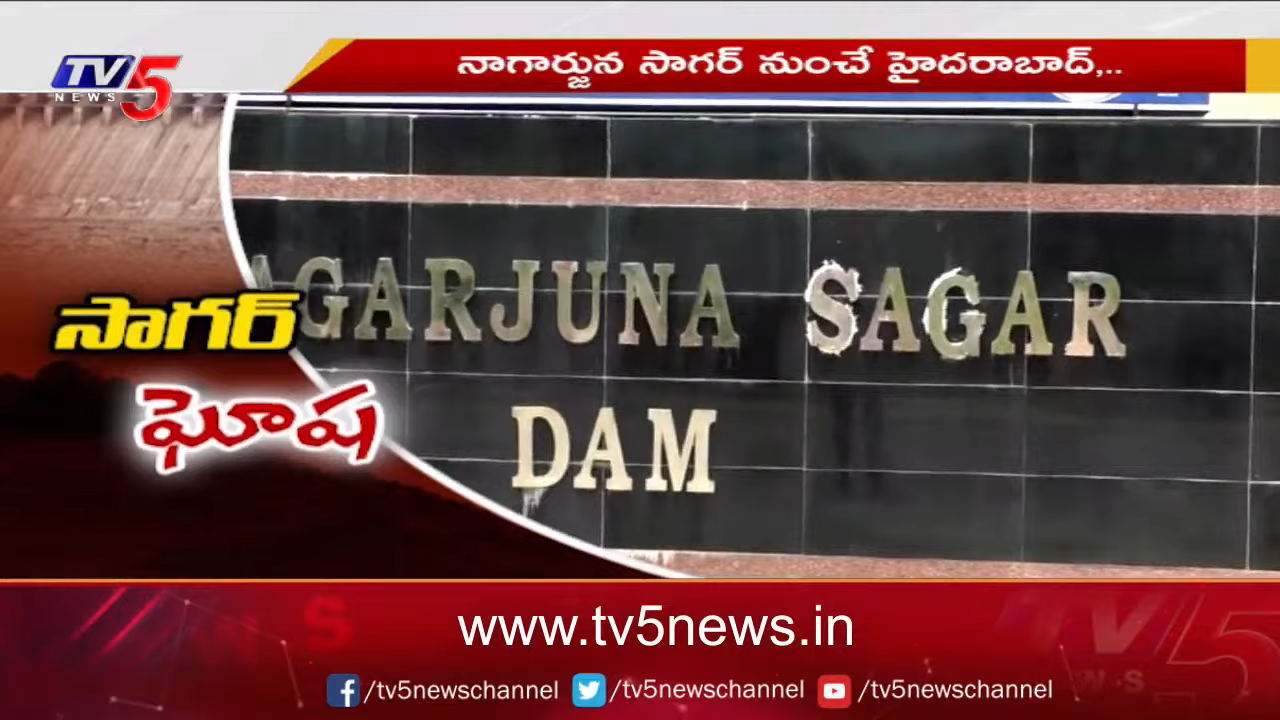 TV5
NEWS
నాగార్జున సాగర్ నుంచే హైదరాబాద్,..
AGARJUNA SAGAR
DAM
సాగర్
ఘోష
www.tv5news.in
/tv5newschannel /tv5newschannel /tv5newschannel